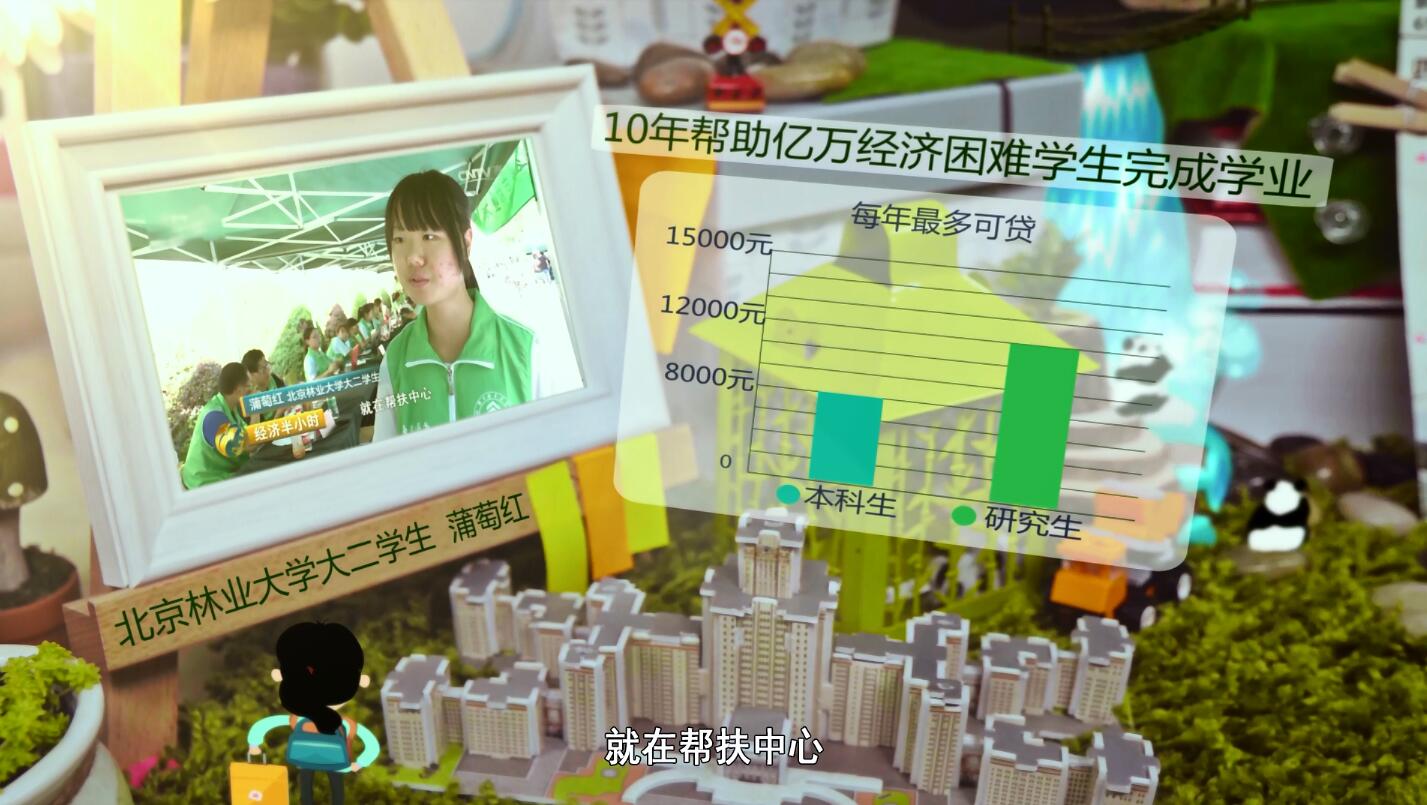 10年帮助亿万经济困难学生完成学业
每年最多可贷
15000元
12000元
8000元
0
本科生
研究生
蒲萄红 北京林业大学大二学生
就在帮扶中心
经济半小时
北京林业大学大二学生 蒲萄红
就在帮扶中心